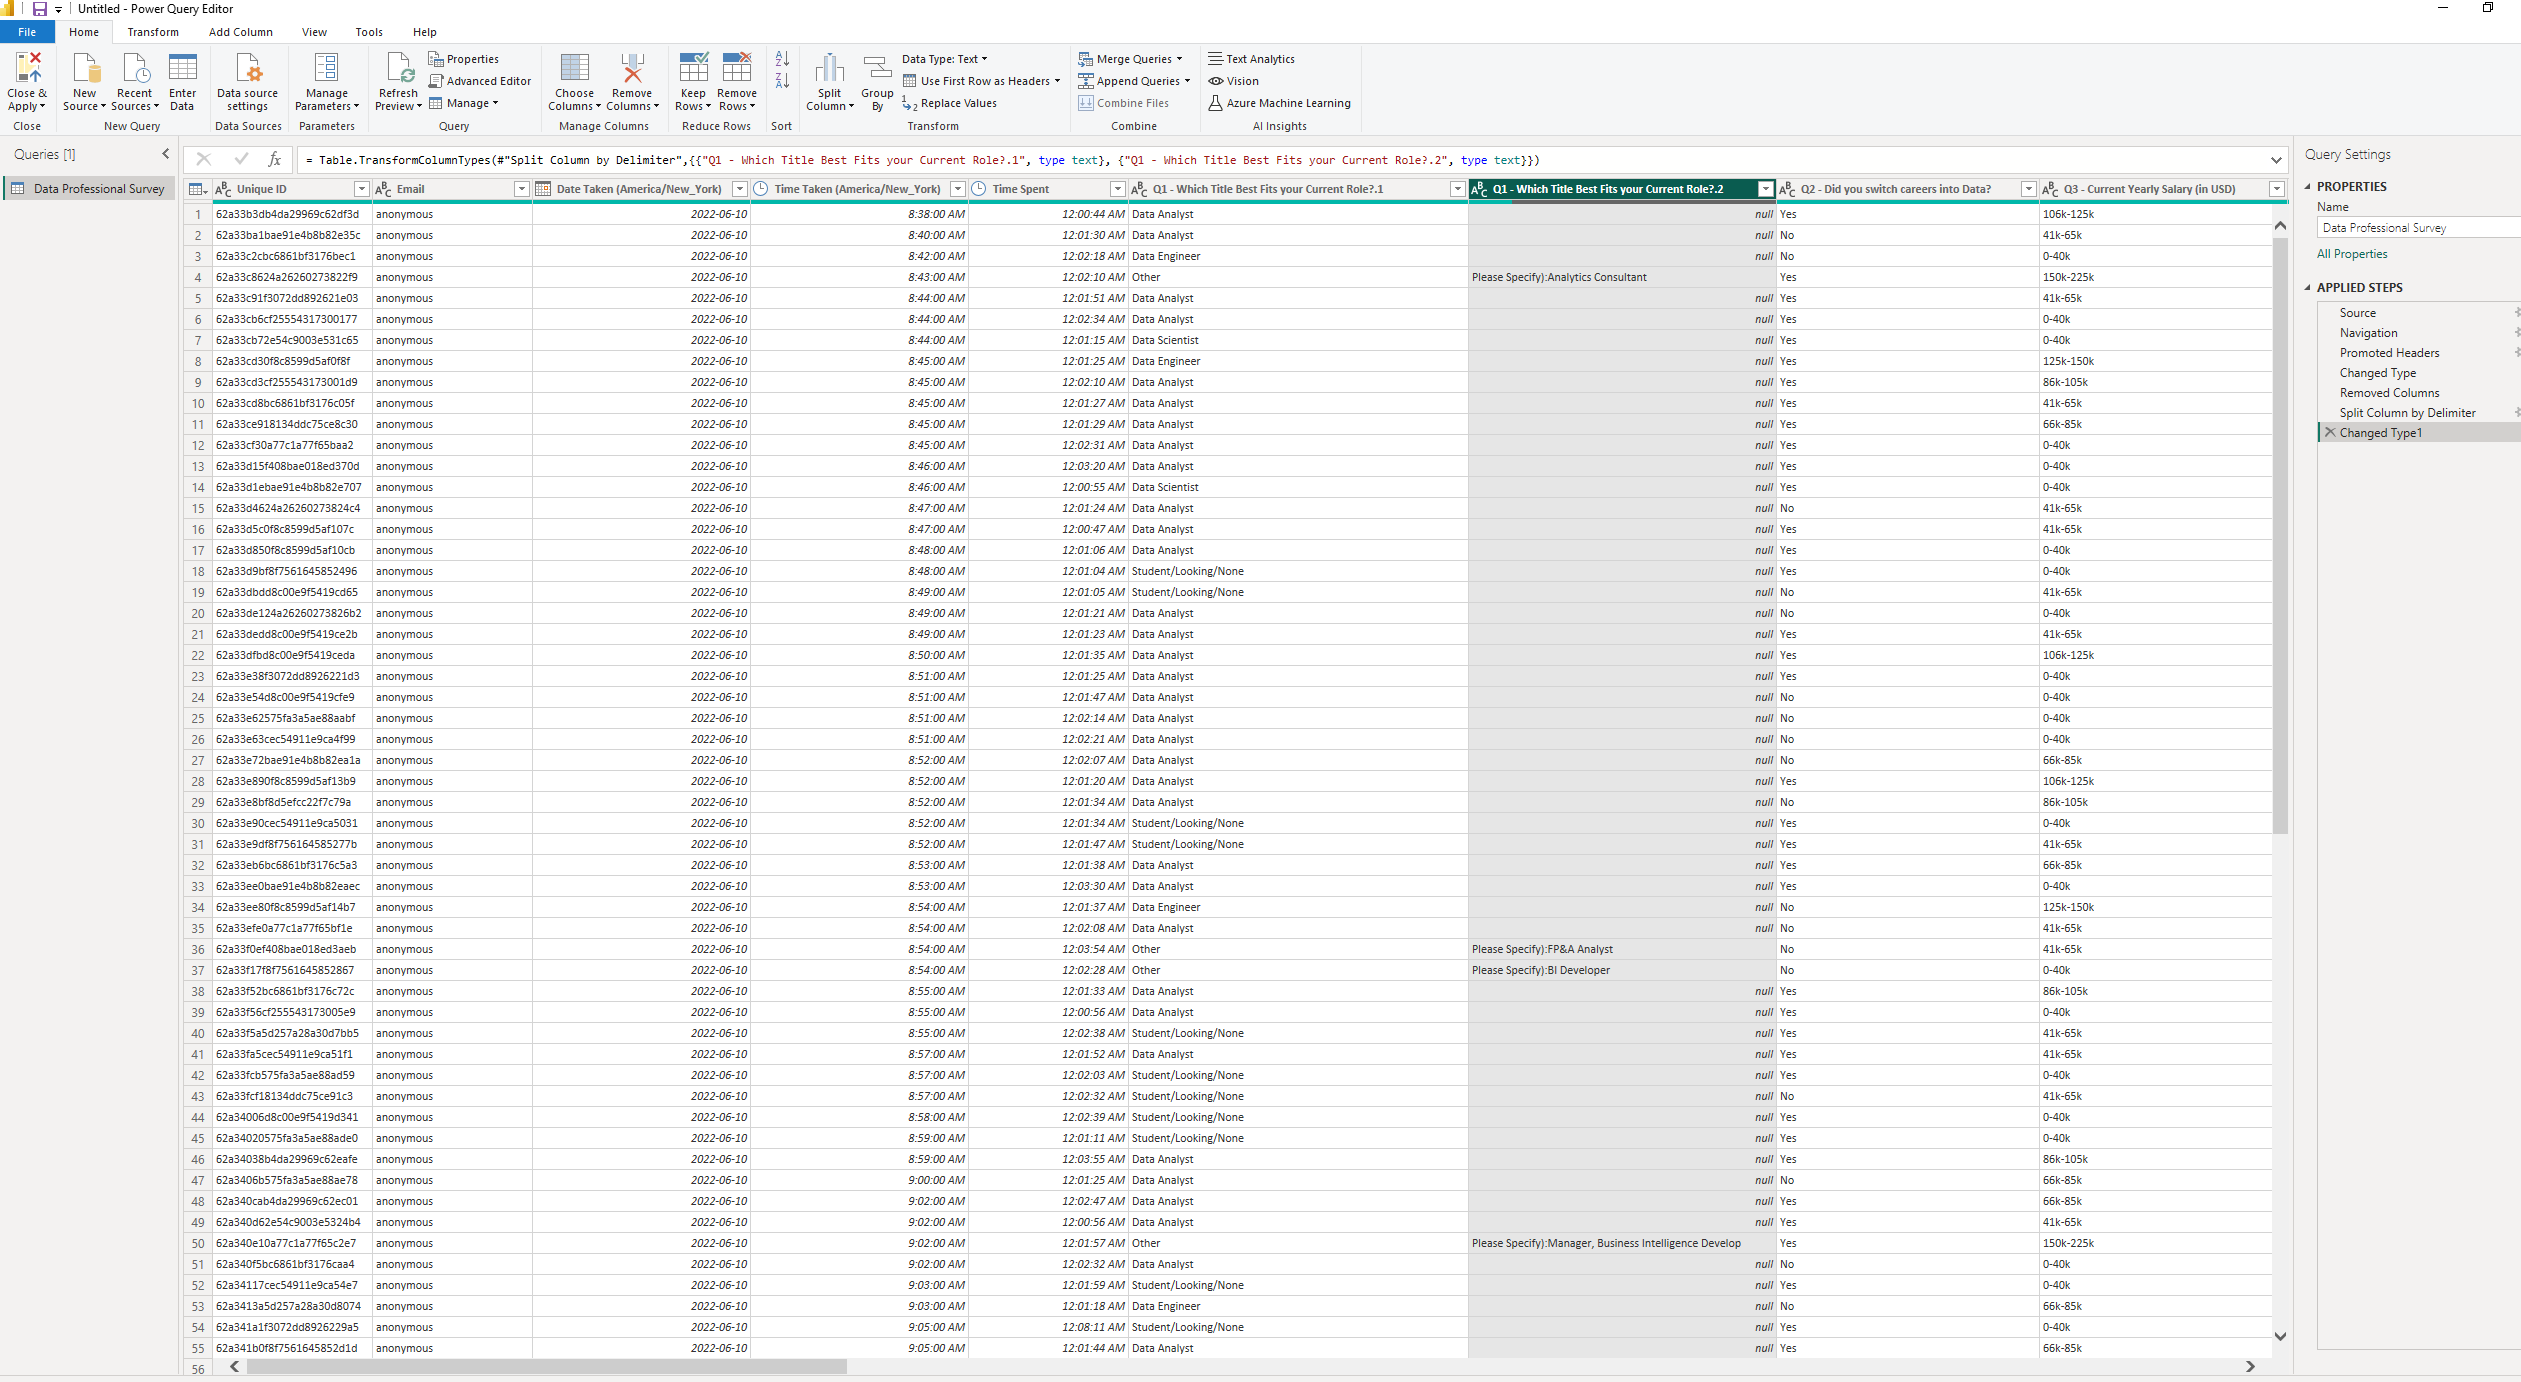 Untitled - Power Query Editor
File Home Transform Add Column View Tools Help
Close & Apply
New Source
Recent Sources
Enter Data
Data source settings
Manage Parameters
Refresh Preview
Properties
Advanced Editor
Manage
Choose Columns
Remove Columns
Keep Rows
Remove Rows
Split Column
Group By
Data Type: Text
Use First Row as Headers
Replace Values
Merge Queries
Append Queries
Combine Files
Text Analytics
Vision
Azure Machine Learning
Close New Query Data Sources Parameters Query Manage Columns Reduce Rows Sort Transform Combine AI Insights
Queries [1]
Data Professional Survey
= Table.TransformColumnTypes(#"Split Column by Delimiter",{{"Q1 - Which Title Best Fits your Current Role?.1", type text}, {"Q1 - Which Title Best Fits your Current Role?.2", type text}})
Unique ID Email Date Taken (America/New_York) Time Taken (America/New_York) Time Spent Q1 - Which Title Best Fits your Current Role?.1 Q1 - Which Title Best Fits your Current Role?.2 Q2 - Did you switch careers into Data? Q3 - Current Yearly Salary (in USD)
1 62a33b3db4da29969c62df3d anonymous 2022-06-10 8:38:00 AM 12:00:44 AM Data Analyst null Yes 106k-125k
2 62a33ba1bae91e4b8b82e35c anonymous 2022-06-10 8:40:00 AM 12:01:30 AM Data Analyst null No 41k-65k
3 62a33c2cbc6861bf3176bec1 anonymous 2022-06-10 8:42:00 AM 12:02:18 AM Data Engineer null No 0-40k
4 62a33c8624a26260273822f9 anonymous 2022-06-10 8:43:00 AM 12:02:10 AM Other Please Specify):Analytics Consultant Yes 150k-225k
5 62a33c91f3072dd892621e03 anonymous 2022-06-10 8:44:00 AM 12:01:51 AM Data Analyst null Yes 41k-65k
6 62a33cb6cf25554317300177 anonymous 2022-06-10 8:44:00 AM 12:02:34 AM Data Analyst null Yes 0-40k
7 62a33cb72e54c9003e531c65 anonymous 2022-06-10 8:44:00 AM 12:01:15 AM Data Scientist null Yes 0-40k
8 62a33cd30f8c8599d5af0f8f anonymous 2022-06-10 8:45:00 AM 12:01:25 AM Data Engineer null Yes 125k-150k
9 62a33cd3cf255543173001d9 anonymous 2022-06-10 8:45:00 AM 12:02:10 AM Data Analyst null Yes 86k-105k
10 62a33cd8bc6861bf3176c05f anonymous 2022-06-10 8:45:00 AM 12:01:27 AM Data Analyst null Yes 41k-65k
11 62a33ce918134ddc75ce8c30 anonymous 2022-06-10 8:45:00 AM 12:01:29 AM Data Analyst null Yes 66k-85k
12 62a33cf30a77c1a77f65baa2 anonymous 2022-06-10 8:45:00 AM 12:02:31 AM Data Analyst null Yes 0-40k
13 62a33d15f408bae018ed370d anonymous 2022-06-10 8:46:00 AM 12:03:20 AM Data Analyst null Yes 0-40k
14 62a33d1ebae91e4b8b82e707 anonymous 2022-06-10 8:46:00 AM 12:00:55 AM Data Scientist null Yes 0-40k
15 62a33d4624a26260273824c4 anonymous 2022-06-10 8:47:00 AM 12:01:24 AM Data Analyst null No 41k-65k
16 62a33d5c0f8c8599d5af107c anonymous 2022-06-10 8:47:00 AM 12:00:47 AM Data Analyst null Yes 41k-65k
17 62a33d850f8c8599d5af10cb anonymous 2022-06-10 8:48:00 AM 12:01:06 AM Data Analyst null Yes 0-40k
18 62a33d9bf8f7561645852496 anonymous 2022-06-10 8:48:00 AM 12:01:04 AM Student/Looking/None null Yes 0-40k
19 62a33dbdd8c00e9f5419cd65 anonymous 2022-06-10 8:49:00 AM 12:01:05 AM Student/Looking/None null No 41k-65k
20 62a33de124a26260273826b2 anonymous 2022-06-10 8:49:00 AM 12:01:21 AM Data Analyst null No 0-40k
21 62a33dedd8c00e9f5419ce2b anonymous 2022-06-10 8:49:00 AM 12:01:23 AM Data Analyst null Yes 41k-65k
22 62a33dfbd8c00e9f5419ceda anonymous 2022-06-10 8:50:00 AM 12:01:35 AM Data Analyst null Yes 106k-125k
23 62a33e38f3072dd8926221d3 anonymous 2022-06-10 8:51:00 AM 12:01:25 AM Data Analyst null Yes 0-40k
24 62a33e54d8c00e9f5419cfe9 anonymous 2022-06-10 8:51:00 AM 12:01:47 AM Data Analyst null No 0-40k
25 62a33e62575fa3a5ae88aabf anonymous 2022-06-10 8:51:00 AM 12:02:14 AM Data Analyst null No 0-40k
26 62a33e63cec54911e9ca4f99 anonymous 2022-06-10 8:51:00 AM 12:02:21 AM Data Analyst null No 0-40k
27 62a33e72bae91e4b8b82ea1a anonymous 2022-06-10 8:52:00 AM 12:02:07 AM Data Analyst null No 66k-85k
28 62a33e890f8c8599d5af13b9 anonymous 2022-06-10 8:52:00 AM 12:01:20 AM Data Analyst null Yes 106k-125k
29 62a33e8bf8d5efcc22f7c79a anonymous 2022-06-10 8:52:00 AM 12:01:34 AM Data Analyst null No 86k-105k
30 62a33e90cec54911e9ca5031 anonymous 2022-06-10 8:52:00 AM 12:01:34 AM Student/Looking/None null Yes 0-40k
31 62a33e9df8f756164585277b anonymous 2022-06-10 8:52:00 AM 12:01:47 AM Student/Looking/None null Yes 41k-65k
32 62a33eb6bc6861bf3176c5a3 anonymous 2022-06-10 8:53:00 AM 12:01:38 AM Data Analyst null Yes 66k-85k
33 62a33ee0bae91e4b8b82eaec anonymous 2022-06-10 8:53:00 AM 12:03:30 AM Data Analyst null Yes 0-40k
34 62a33ee80f8c8599d5af14b7 anonymous 2022-06-10 8:54:00 AM 12:01:37 AM Data Engineer null No 125k-150k
35 62a33efe0a77c1a77f65bf1e anonymous 2022-06-10 8:54:00 AM 12:02:08 AM Data Analyst null No 41k-65k
36 62a33f0ef408bae018ed3aeb anonymous 2022-06-10 8:54:00 AM 12:03:54 AM Other Please Specify):FP&A Analyst No 41k-65k
37 62a33f17f8f7561645852867 anonymous 2022-06-10 8:54:00 AM 12:02:28 AM Other Please Specify):BI Developer No 0-40k
38 62a33f52bc6861bf3176c72c anonymous 2022-06-10 8:55:00 AM 12:01:33 AM Data Analyst null Yes 86k-105k
39 62a33f56cf255543173005e9 anonymous 2022-06-10 8:55:00 AM 12:00:56 AM Data Analyst null Yes 0-40k
40 62a33f5a5d257a28a30d7bb5 anonymous 2022-06-10 8:55:00 AM 12:02:38 AM Student/Looking/None null Yes 41k-65k
41 62a33fa5cec54911e9ca51f1 anonymous 2022-06-10 8:57:00 AM 12:01:52 AM Data Analyst null Yes 41k-65k
42 62a33fcb575fa3a5ae88ad59 anonymous 2022-06-10 8:57:00 AM 12:02:03 AM Student/Looking/None null Yes 0-40k
43 62a33fcf18134ddc75ce91c3 anonymous 2022-06-10 8:57:00 AM 12:02:32 AM Student/Looking/None null No 41k-65k
44 62a34006d8c00e9f5419d341 anonymous 2022-06-10 8:58:00 AM 12:02:39 AM Student/Looking/None null Yes 0-40k
45 62a34020575fa3a5ae88ade0 anonymous 2022-06-10 8:59:00 AM 12:01:11 AM Student/Looking/None null Yes 0-40k
46 62a34038b4da29969c62eafe anonymous 2022-06-10 8:59:00 AM 12:03:55 AM Data Analyst null Yes 86k-105k
47 62a3406b575fa3a5ae88ae78 anonymous 2022-06-10 9:00:00 AM 12:01:25 AM Data Analyst null No 66k-85k
48 62a340cab4da29969c62ec01 anonymous 2022-06-10 9:02:00 AM 12:02:47 AM Data Analyst null Yes 66k-85k
49 62a340d62e54c9003e5324b4 anonymous 2022-06-10 9:02:00 AM 12:00:56 AM Data Analyst null Yes 41k-65k
50 62a340e10a77c1a77f65c2e7 anonymous 2022-06-10 9:02:00 AM 12:01:57 AM Other Please Specify):Manager, Business Intelligence Develop Yes 150k-225k
51 62a340f5bc6861bf3176caa4 anonymous 2022-06-10 9:02:00 AM 12:02:32 AM Data Analyst null No 0-40k
52 62a34117cec54911e9ca54e7 anonymous 2022-06-10 9:03:00 AM 12:01:59 AM Student/Looking/None null Yes 0-40k
53 62a3413a5d257a28a30d8074 anonymous 2022-06-10 9:03:00 AM 12:01:18 AM Data Engineer null No 66k-85k
54 62a341a1f3072dd8926229a5 anonymous 2022-06-10 9:05:00 AM 12:08:11 AM Student/Looking/None null Yes 0-40k
55 62a341b0f8f7561645852d1d anonymous 2022-06-10 9:05:00 AM 12:01:44 AM Data Analyst null Yes 66k-85k
56
Query Settings
PROPERTIES
Name
Data Professional Survey
All Properties
APPLIED STEPS
Source
Navigation
Promoted Headers
Changed Type
Removed Columns
Split Column by Delimiter
Changed Type1